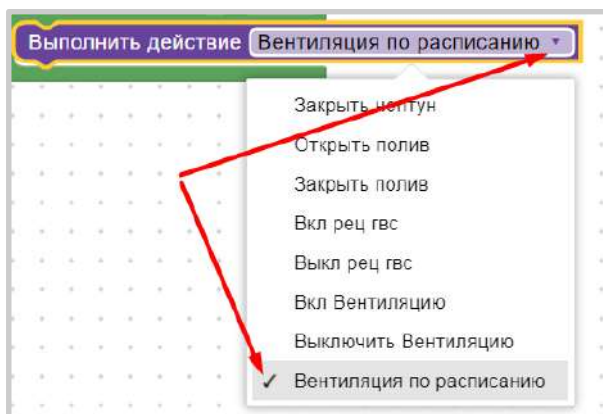 Выполнить действие Вентиляция по расписанию
Закрыть нептун
Открыть полив
Закрыть полив
Вкл рец гвс
Выкл рец гвс
Вкл Вентиляцию
Выключить Вентиляцию
Вентиляция по расписанию